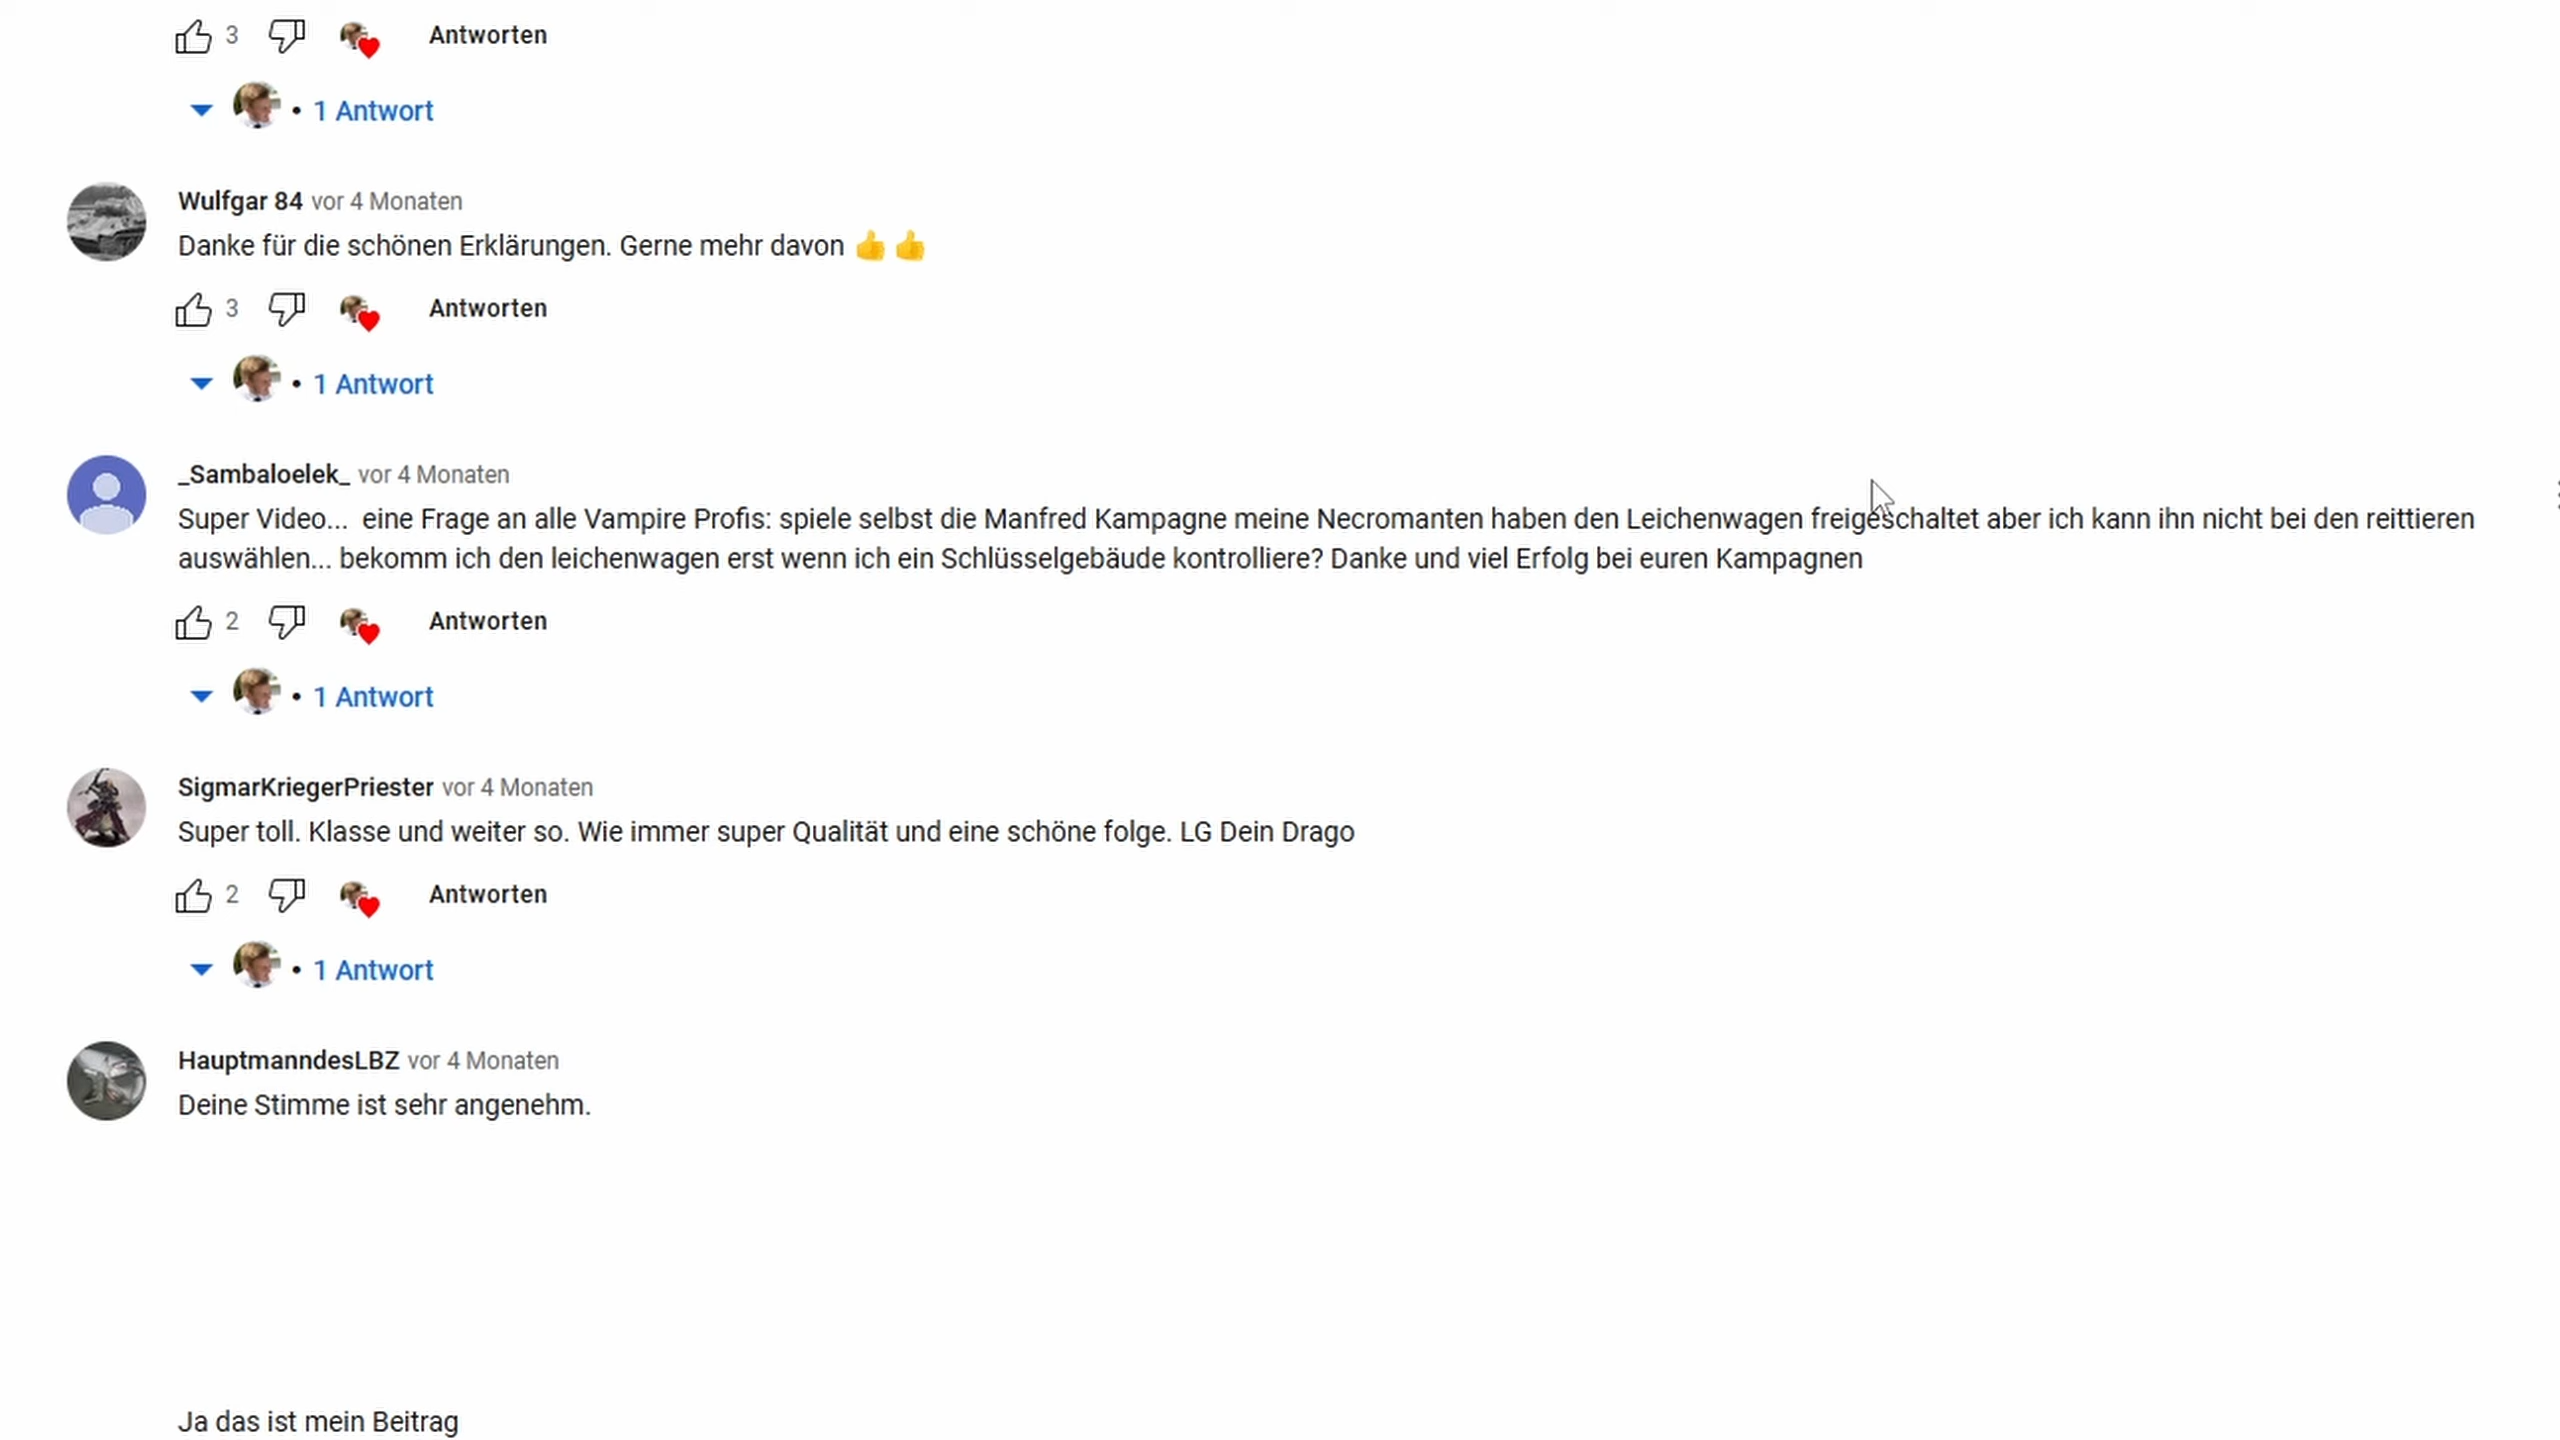 3 Antworten
• 1 Antwort
Wulfgar 84 vor 4 Monaten
Danke für die schönen Erklärungen. Gerne mehr davon 👍 👍
3 Antworten
• 1 Antwort
_Sambaloelek_ vor 4 Monaten
Super Video... eine Frage an alle Vampire Profis: spiele selbst die Manfred Kampagne meine Necromanten haben den Leichenwagen freigeschaltet aber ich kann ihn nicht bei den reittieren
auswählen... bekomm ich den leichenwagen erst wenn ich ein Schlüsselgebäude kontrolliere? Danke und viel Erfolg bei euren Kampagnen
2 Antworten
• 1 Antwort
SigmarKriegerPriester vor 4 Monaten
Super toll. Klasse und weiter so. Wie immer super Qualität und eine schöne folge. LG Dein Drago
2 Antworten
• 1 Antwort
HauptmanndesLBZ vor 4 Monaten
Deine Stimme ist sehr angenehm.
Ja das ist mein Beitrag